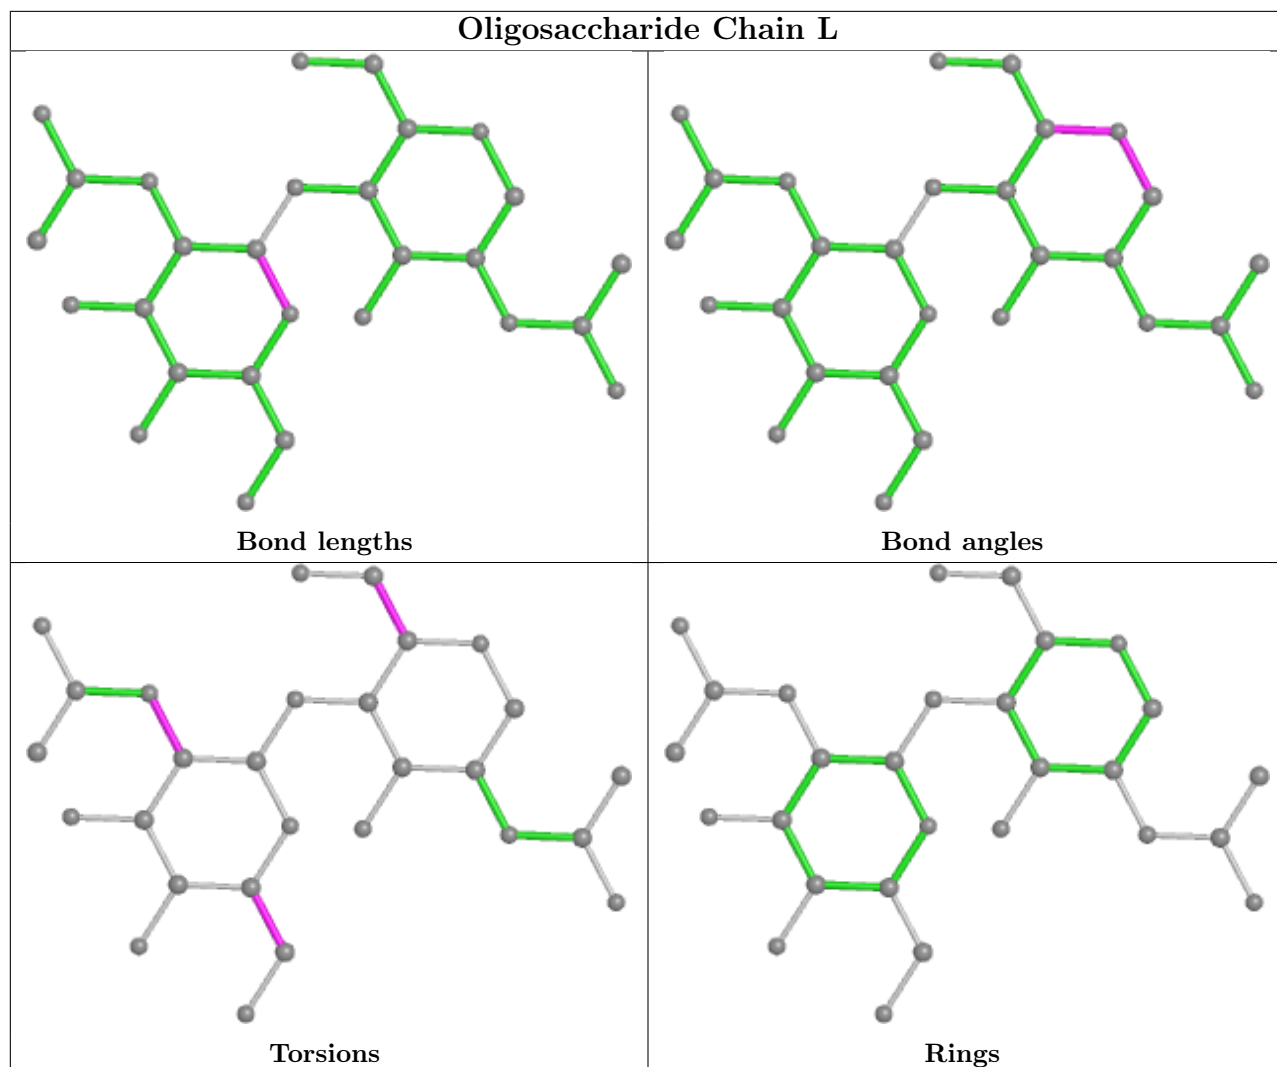 Oligosaccharide Chain L
Bond lengths
Bond angles
Torsions
Rings